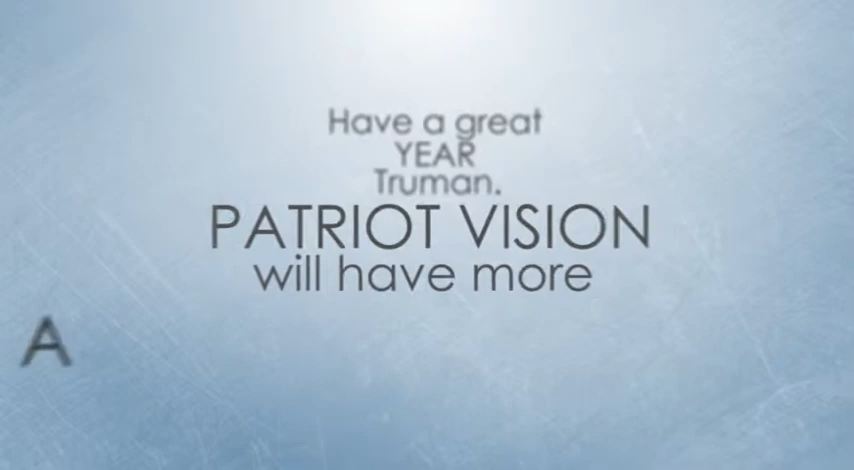 Have a great
YEAR
Truman.
PATRIOT VISION
will have more
A